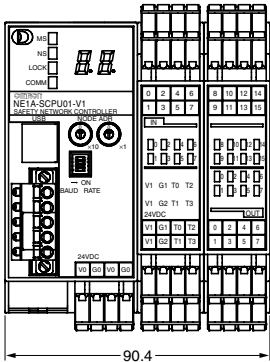 MS
NS
LOCK
COMM
OMRON
NE1A-SCPU01-V1
SAFETY NETWORK CONTROLLER
USB NODE ADR
×10 ×1
ON
BAUD RATE
24VDC
V0 G0 V0 G0
0 2 4 6
1 3 5 7
IN
V1 G1 T0 T2
V1 G2 T1 T3
24VDC
V1 G1 T0 T2
V1 G2 T1 T3
8 10 12 14
9 11 13 15
OUT
0 2 4 6
1 3 5 7
90.4